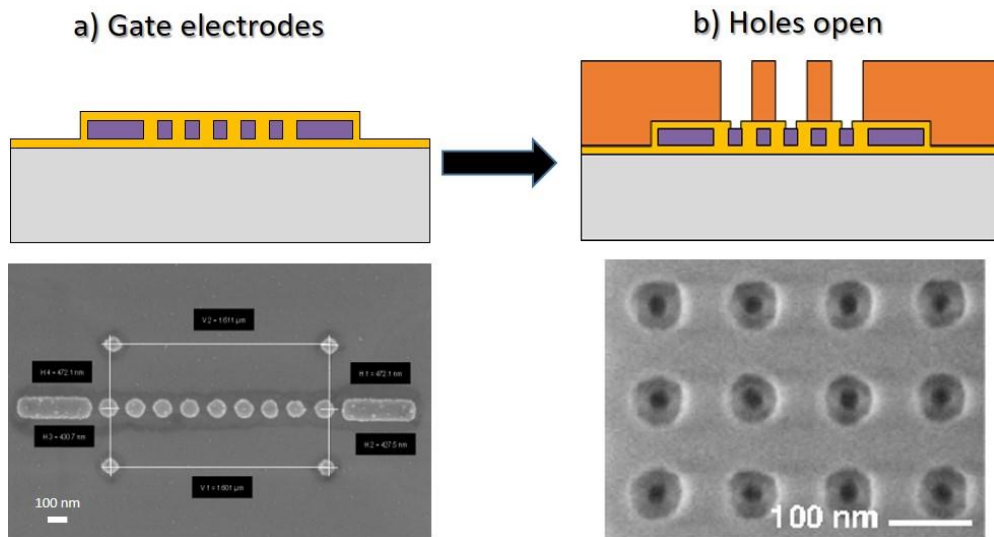 a) Gate electrodes
b) Holes open
V2 = 1.611 µm
H4 = 472.1 nm
H1 = 472.1 nm
H3 = 430.7 nm
H2 = 427.5 nm
V1 = 1.601 µm
100 nm
100 nm